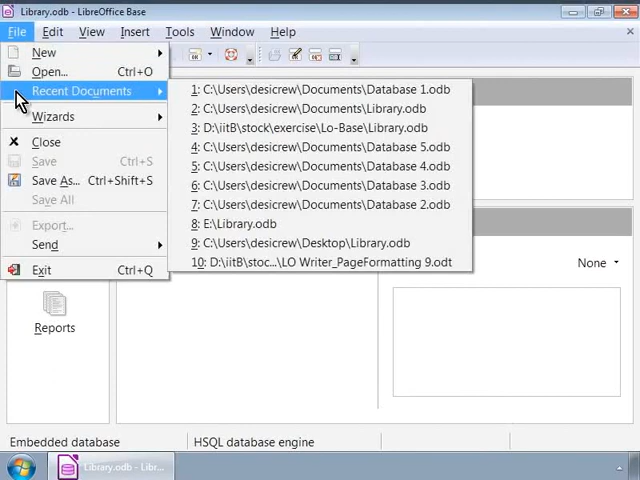 Library.odb - LibreOffice Base
File Edit View Insert Tools Window Help
New
Open... Ctrl+O
Recent Documents
Wizards
Close
Save Ctrl+S
Save As... Ctrl+Shift+S
Save All
Export...
Send
Exit Ctrl+Q
1: C:\Users\desicrew\Documents\Database 1.odb
2: C:\Users\desicrew\Documents\Library.odb
3: D:\iitB\stock\exercise\Lo-Base\Library.odb
4: C:\Users\desicrew\Documents\Database 5.odb
5: C:\Users\desicrew\Documents\Database 4.odb
6: C:\Users\desicrew\Documents\Database 3.odb
7: C:\Users\desicrew\Documents\Database 2.odb
8: E:\Library.odb
9: C:\Users\desicrew\Desktop\Library.odb
10: D:\iitB\stoc...\LO Writer_PageFormatting 9.odt
None
Reports
Embedded database HSQL database engine
Library.odb - Libr...